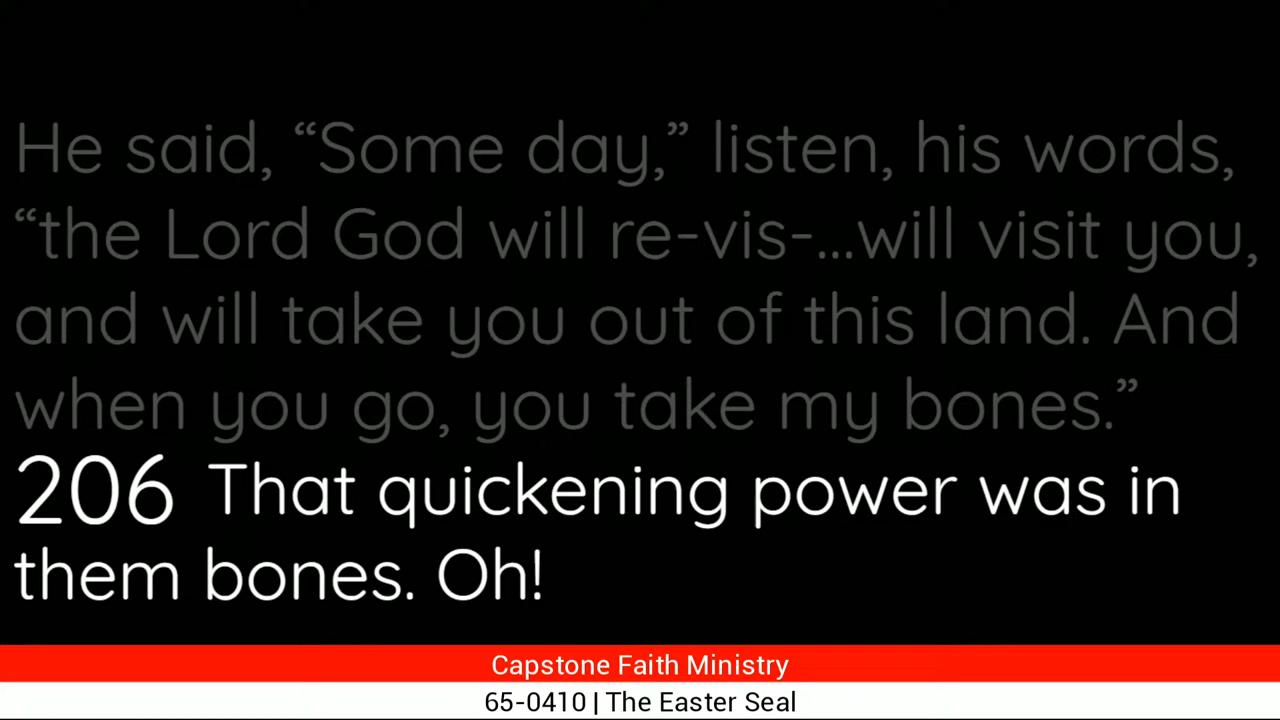 He said, “Some day,” listen, his words,
“the Lord God will re-vis-...will visit you,
and will take you out of this land. And
when you go, you take my bones.”
206 That quickening power was in
them bones. Oh!
Capstone Faith Ministry
65-0410 | The Easter Seal